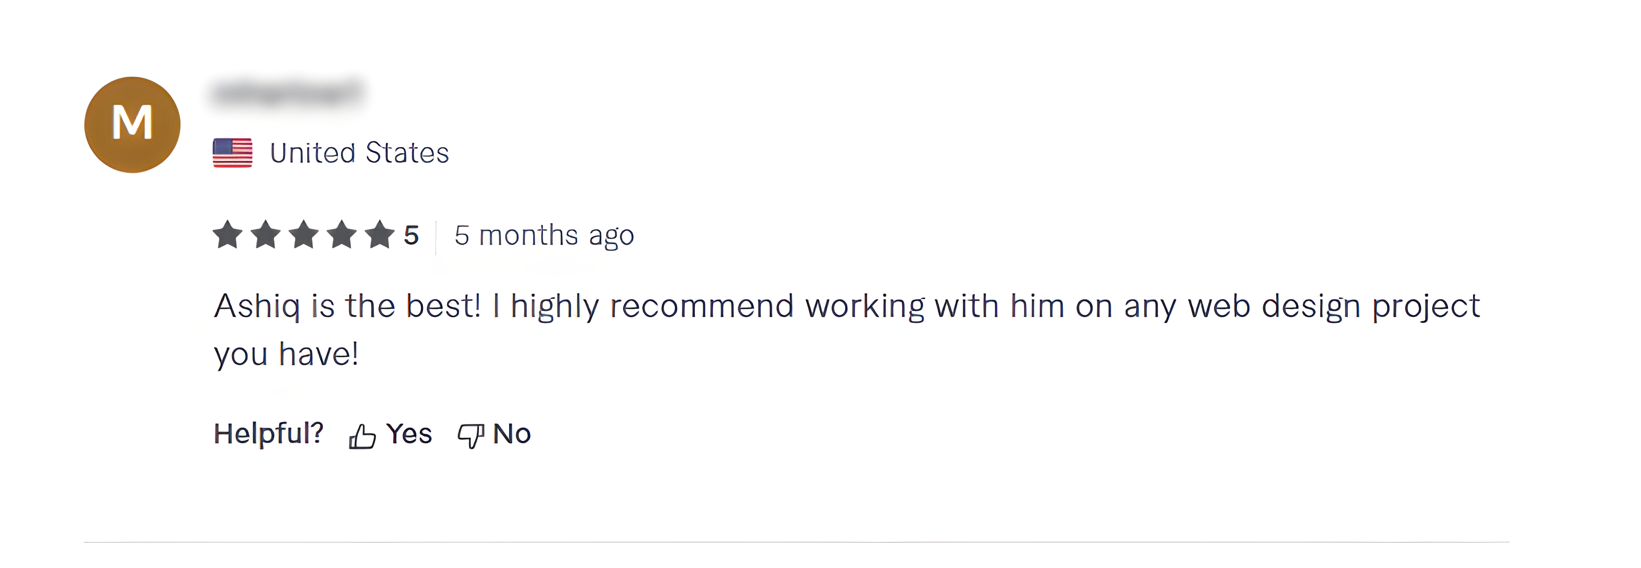 M
United States
5 5 months ago
Ashiq is the best! I highly recommend working with him on any web design project
you have!
Helpful? Yes No